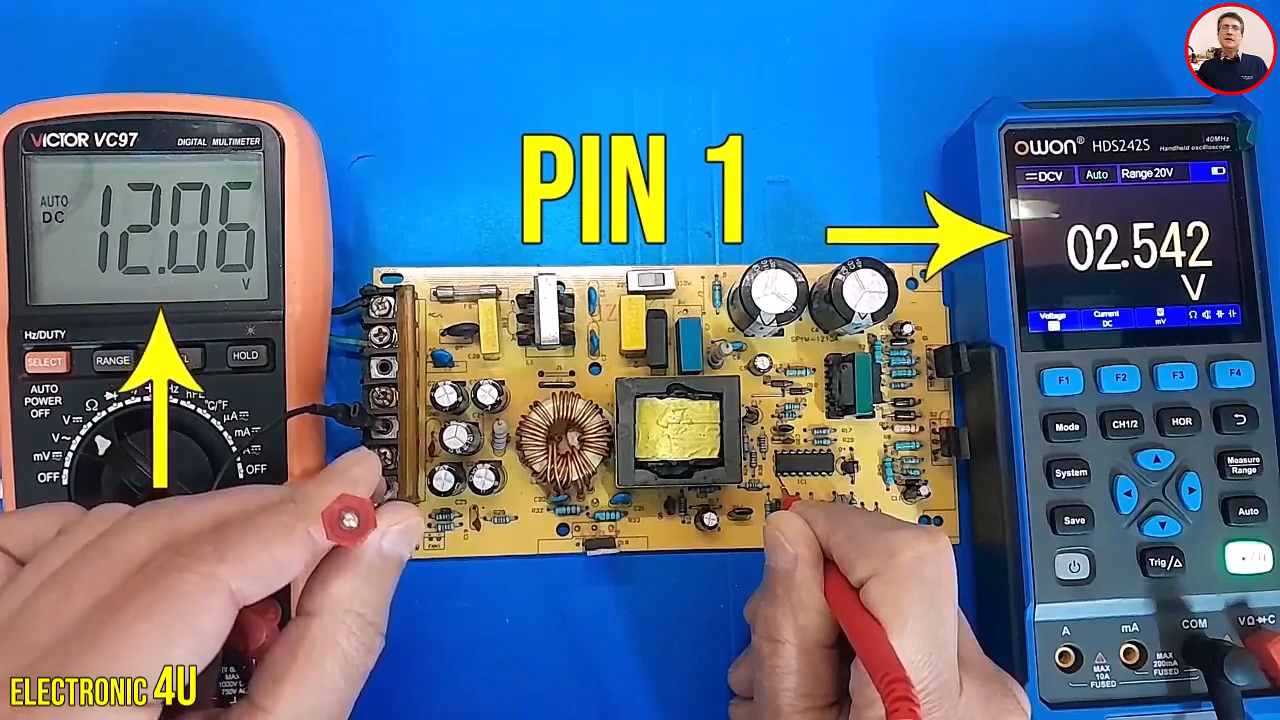 VICTOR VC97
DIGITAL MULTIMETER
AUTO
DC
12.06
V
Hz/DUTY
SELECT
RANGE
HOLD
AUTO
POWER
OFF
OFF
PIN 1
OWON® HDS242S
40MHz
Handheld oscilloscope
DCV
Auto
Range 20V
02.542
V
Voltage
Current
DC
mV
F1
F2
F3
F4
Mode
CH1/2
HOR
System
Measure
Range
Save
Auto
Trig/△
A
mA
COM
MAX
10A
FUSED
MAX
200mA
FUSED
IC1
ELECTRONIC 4U